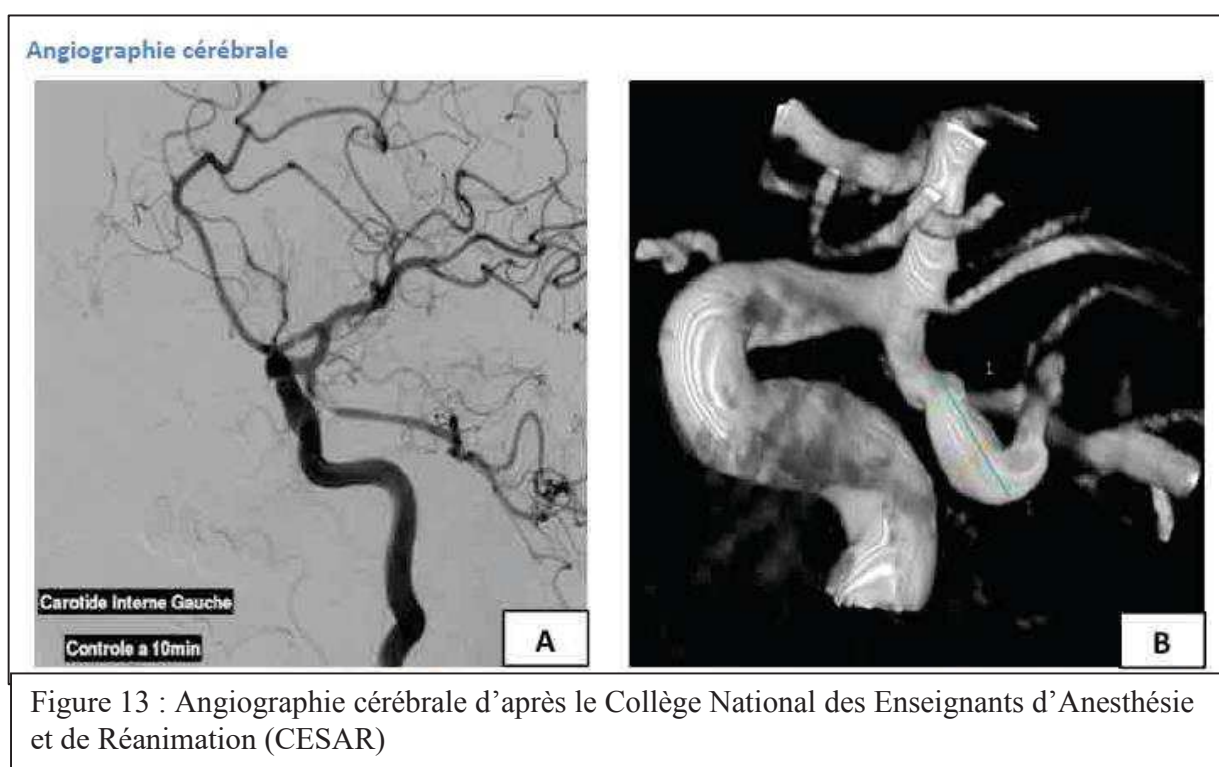 Angiographie cérébrale
Carotide Interne Gauche
Controle a 10min
A
1
B
Figure 13 : Angiographie cérébrale d’après le Collège National des Enseignants d’Anesthésie
et de Réanimation (CESAR)